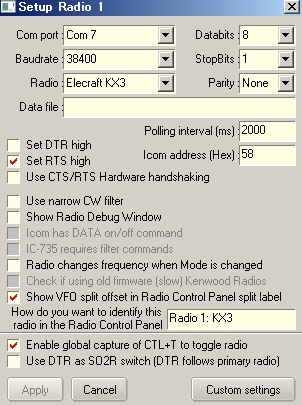 Setup Radio 1
Com port : Com 7
Databits : 8
Baudrate : 38400
StopBits : 1
Radio : Elecraft KX3
Parity : None
Data file :
Polling interval (ms) : 2000
Set DTR high
Set RTS high
Icom address (Hex) : 58
Use CTS/RTS Hardware handshaking
Use narrow CW filter
Show Radio Debug Window
Icom has DATA on/off command
IC-735 requires filter commands
Radio changes frequency when Mode is changed
Check if using old firmware (slow) Kenwood Radios
Show VFO split offset in Radio Control Panel split label
How do you want to identify this
radio in the Radio Control Panel
Radio 1: KX3
Enable global capture of CTL+T to toggle radio
Use DTR as SO2R switch (DTR follows primary radio)
Apply
Cancel
Custom settings